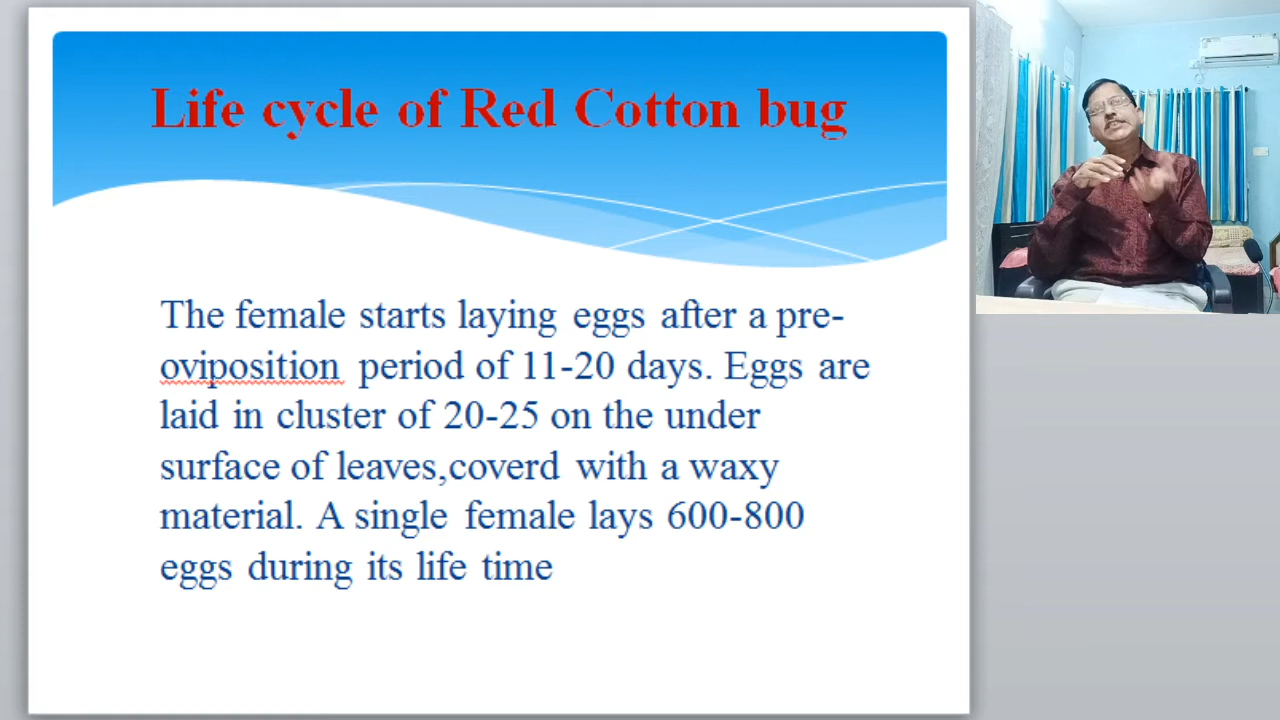 Life cycle of Red Cotton bug
The female starts laying eggs after a pre-
oviposition period of 11-20 days. Eggs are
laid in cluster of 20-25 on the under
surface of leaves,coverd with a waxy
material. A single female lays 600-800
eggs during its life time